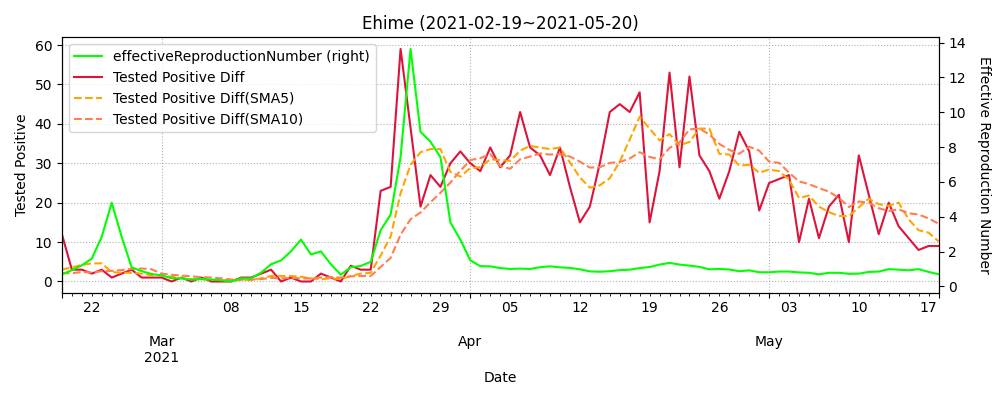 Ehime (2021-02-19~2021-05-20)
effectiveReproductionNumber (right)
Tested Positive Diff
Tested Positive Diff(SMA5)
Tested Positive Diff(SMA10)
Tested Positive
60
50
40
30
20
10
0
14
12
10
8
6
4
2
0
Effective Reproduction Number
22 08 15 22 29 05 12 19 26 03 10 17
Mar Apr May
2021
Date